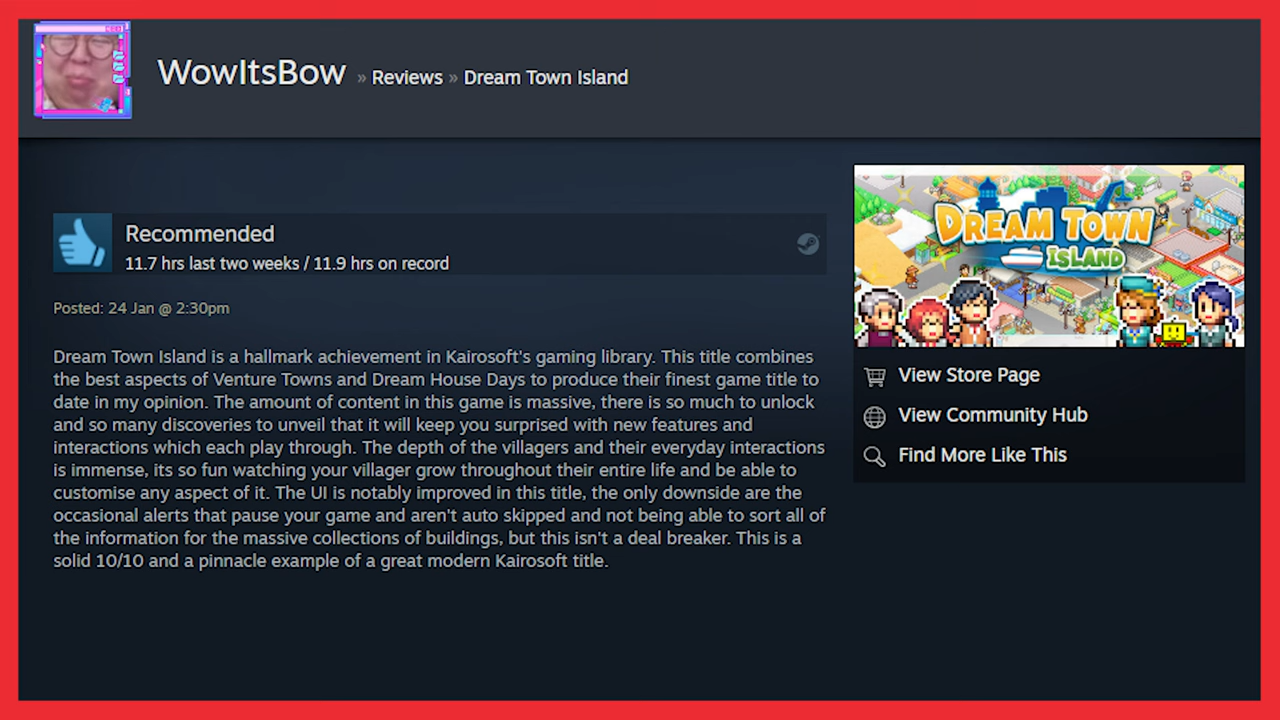 WowItsBow » Reviews » Dream Town Island
Recommended
11.7 hrs last two weeks / 11.9 hrs on record
Posted: 24 Jan @ 2:30pm
Dream Town Island is a hallmark achievement in Kairosoft's gaming library. This title combines
the best aspects of Venture Towns and Dream House Days to produce their finest game title to
date in my opinion. The amount of content in this game is massive, there is so much to unlock
and so many discoveries to unveil that it will keep you surprised with new features and
interactions which each play through. The depth of the villagers and their everyday interactions
is immense, its so fun watching your villager grow throughout their entire life and be able to
customise any aspect of it. The UI is notably improved in this title, the only downside are the
occasional alerts that pause your game and aren't auto skipped and not being able to sort all of
the information for the massive collections of buildings, but this isn't a deal breaker. This is a
solid 10/10 and a pinnacle example of a great modern Kairosoft title.
DREAM TOWN
ISLAND
View Store Page
View Community Hub
Find More Like This